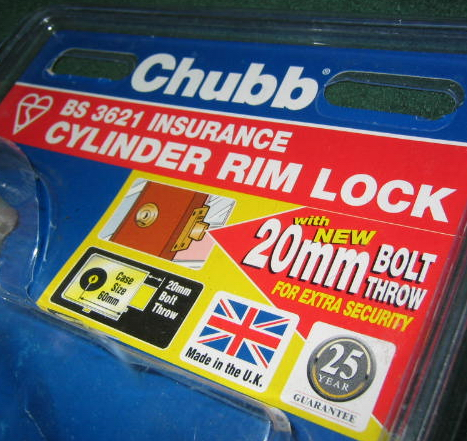 Chubb®
BS 3621 INSURANCE
CYLINDER RIM LOCK
with
NEW
20mm BOLT
THROW
FOR EXTRA SECURITY
Case
Size
60mm
20mm
Bolt
Throw
Made in the U.K.
25
YEAR
GUARANTEE